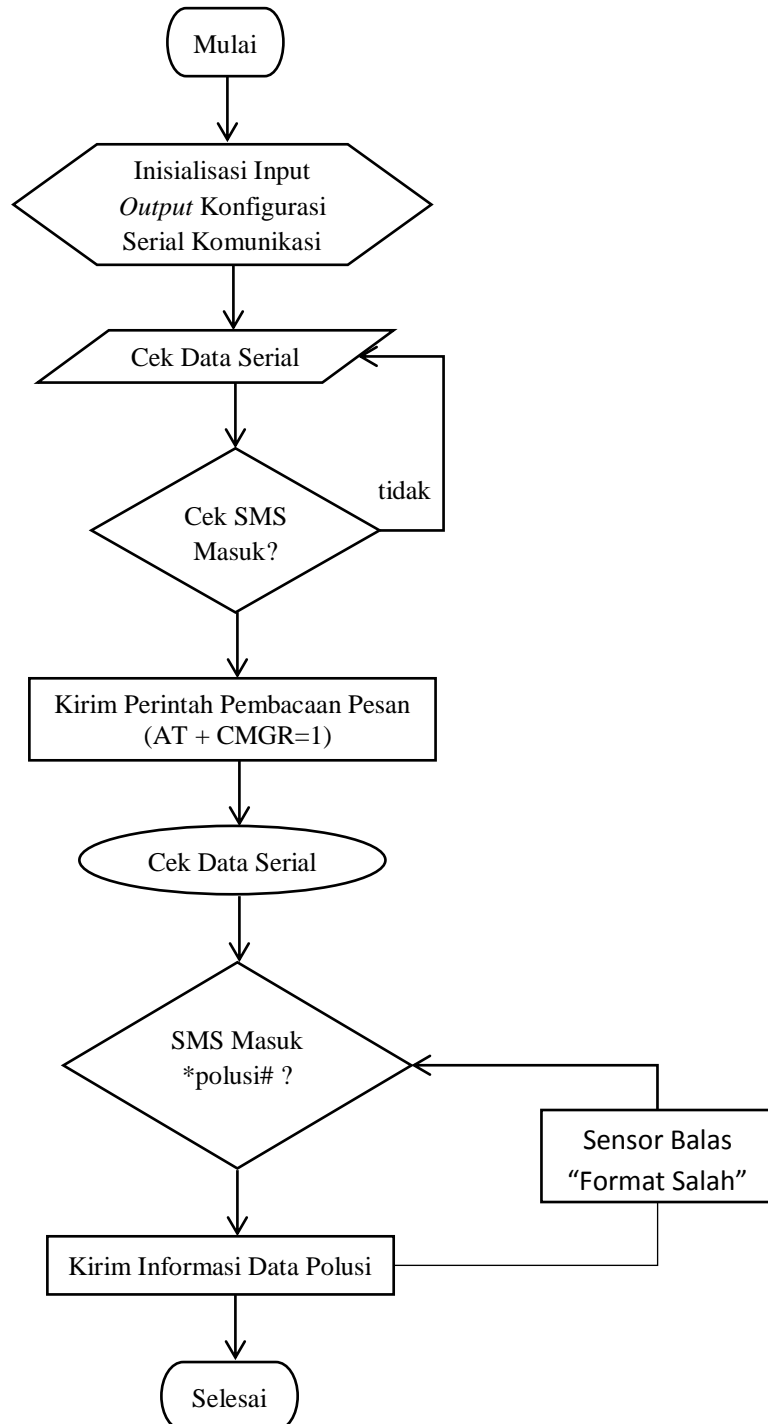 Mulai
Inisialisasi Input
Output Konfigurasi
Serial Komunikasi
Cek Data Serial
tidak
Cek SMS
Masuk?
Kirim Perintah Pembacaan Pesan
(AT + CMGR=1)
Cek Data Serial
SMS Masuk
*polusi# ?
Sensor Balas
“Format Salah”
Kirim Informasi Data Polusi
Selesai